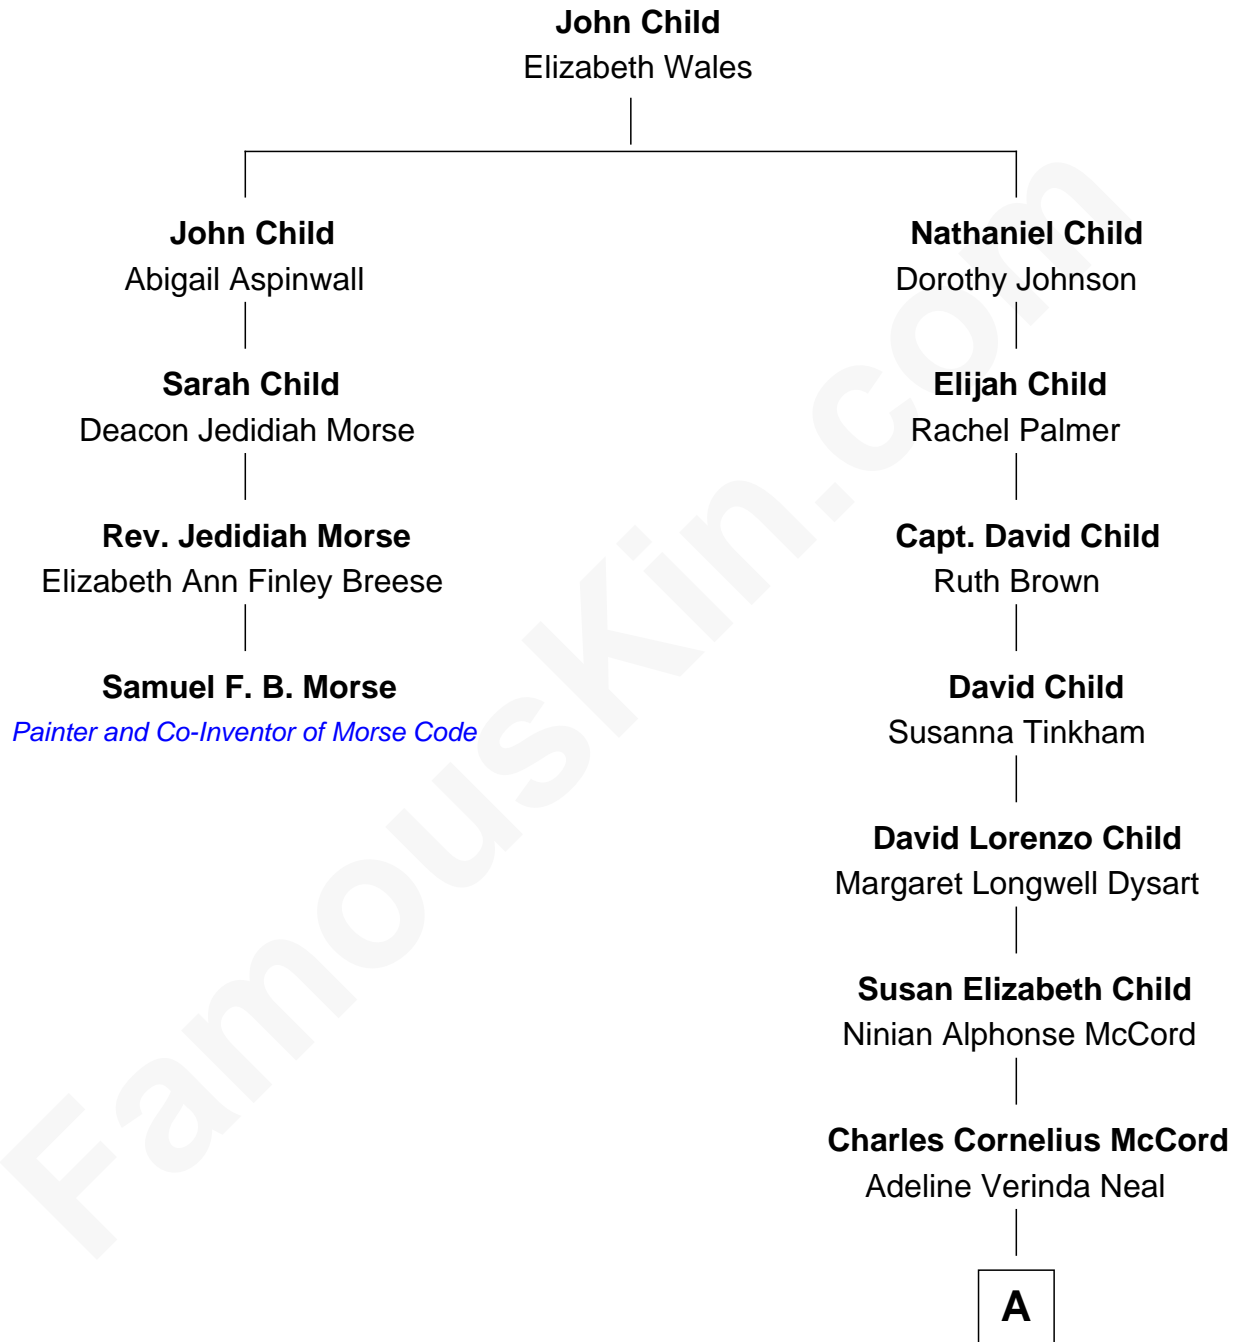 John Child
Elizabeth Wales
John Child
Abigail Aspinwall
Sarah Child
Deacon Jedidiah Morse
Rev. Jedidiah Morse
Elizabeth Ann Finley Breese
Samuel F. B. Morse
Painter and Co-Inventor of Morse Code
Nathaniel Child
Dorothy Johnson
Elijah Child
Rachel Palmer
Capt. David Child
Ruth Brown
David Child
Susanna Tinkham
David Lorenzo Child
Margaret Longwell Dysart
Susan Elizabeth Child
Ninian Alphonse McCord
Charles Cornelius McCord
Adeline Verinda Neal
A
FamousKin.com